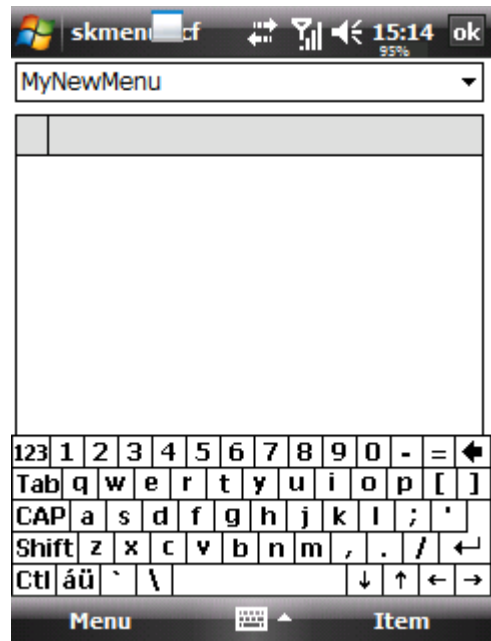 skmenu cf 15:14 ok
95%
MyNewMenu
123 1 2 3 4 5 6 7 8 9 0 - =
Tab q w e r t y u i o p [ ]
CAP a s d f g h j k l ; '
Shift z x c v b n m , . /
Ctl áü ` \ ↓ ↑ ← →
Menu Item